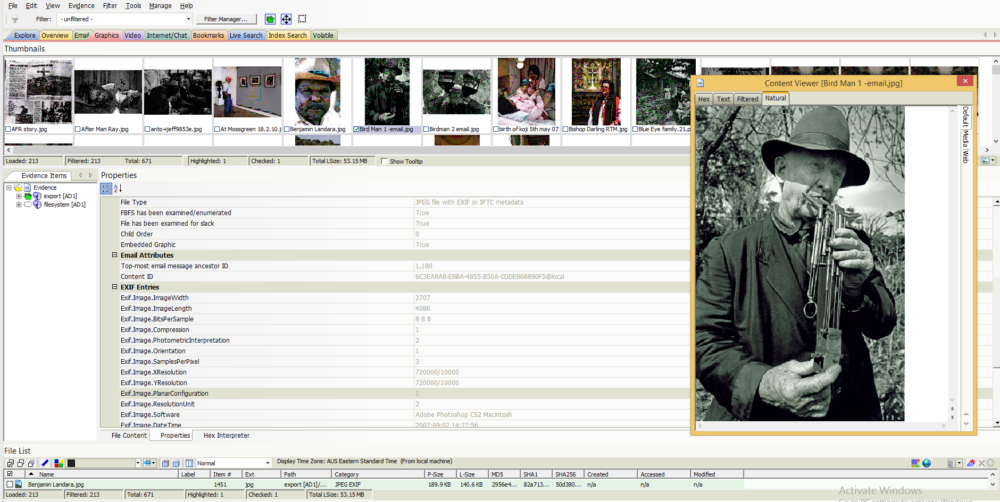 File Edit View Evidence Filter Tools Manage Help
Filter: - unfiltered - Filter Manager...
Explore Overview Email Graphics Video Internet/Chat Bookmarks Live Search Index Search Volatile
Thumbnails
AFR story.jpg After Man Ray.jpg anto+jeff9853e.jpg At Mossgreen 18.2.10.j Benjamin Landara.jpg Bird Man 1 -email.jpg Birdman 2 email.jpg birth of koji 5th may 07 Bishop Darling RTM.jpg Blue Eye family.21.p
Loaded: 213 Filtered: 213 Total: 671 Highlighted: 1 Checked: 1 Total LSize: 53.15 MB Show Tooltip
Content Viewer [Bird Man 1 -email.jpg]
Hex Text Filtered Natural
Default Media Web
Evidence Items
Evidence
export [AD1]
filesystem [AD1]
Properties
File Type JPEG file with EXIF or IPTC metadata
FBFS has been examined/enumerated True
File has been examined for slack True
Child Order 0
Embedded Graphic True
Email Attributes
Top-most email message ancestor ID 1,180
Content ID 6C3EA8A8-E8BA-4855-B50A-CDDE868890F5@local
EXIF Entries
Exif.Image.ImageWidth 2707
Exif.Image.ImageLength 4086
Exif.Image.BitsPerSample 8 8 8
Exif.Image.Compression 1
Exif.Image.PhotometricInterpretation 2
Exif.Image.Orientation 1
Exif.Image.SamplesPerPixel 3
Exif.Image.XResolution 720000/10000
Exif.Image.YResolution 720000/10000
Exif.Image.PlanarConfiguration 1
Exif.Image.ResolutionUnit 2
Exif.Image.Software Adobe Photoshop CS2 Macintosh
Exif.Image.DateTime 2007:09:02 14:27:56
File Content Properties Hex Interpreter
File List
Normal Display Time Zone: AUS Eastern Standard Time (From local machine)
Name Label Item # Ext Path Category P-Size L-Size MD5 SHA1 SHA256 Created Accessed Modified
Benjamin Landara.jpg 1451 jpg export [AD1]/... JPEG EXIF 189.9 KB 140.6 KB 2956e4... 82a713... 50d380... n/a n/a n/a
Loaded: 213 Filtered: 213 Total: 671 Highlighted: 1 Checked: 1 Total LSize: 53.15 MB
Activate Windows
Go to PC settings to activate Windows.